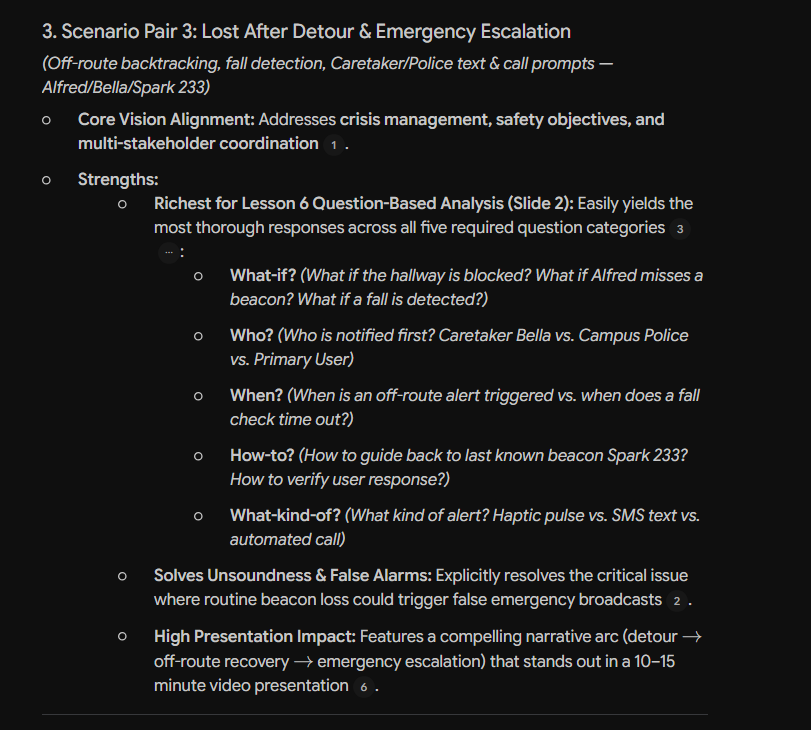 3. Scenario Pair 3: Lost After Detour & Emergency Escalation
(Off-route backtracking, fall detection, Caretaker/Police text & call prompts —
Alfred/Bella/Spark 233)
Core Vision Alignment: Addresses crisis management, safety objectives, and
multi-stakeholder coordination 1 .
Strengths:
Richest for Lesson 6 Question-Based Analysis (Slide 2): Easily yields the
most thorough responses across all five required question categories 3
... :
What-if? (What if the hallway is blocked? What if Alfred misses a
beacon? What if a fall is detected?)
Who? (Who is notified first? Caretaker Bella vs. Campus Police
vs. Primary User)
When? (When is an off-route alert triggered vs. when does a fall
check time out?)
How-to? (How to guide back to last known beacon Spark 233?
How to verify user response?)
What-kind-of? (What kind of alert? Haptic pulse vs. SMS text vs.
automated call)
Solves Unsoundness & False Alarms: Explicitly resolves the critical issue
where routine beacon loss could trigger false emergency broadcasts 2 .
High Presentation Impact: Features a compelling narrative arc (detour →
off-route recovery → emergency escalation) that stands out in a 10–15
minute video presentation 6 .